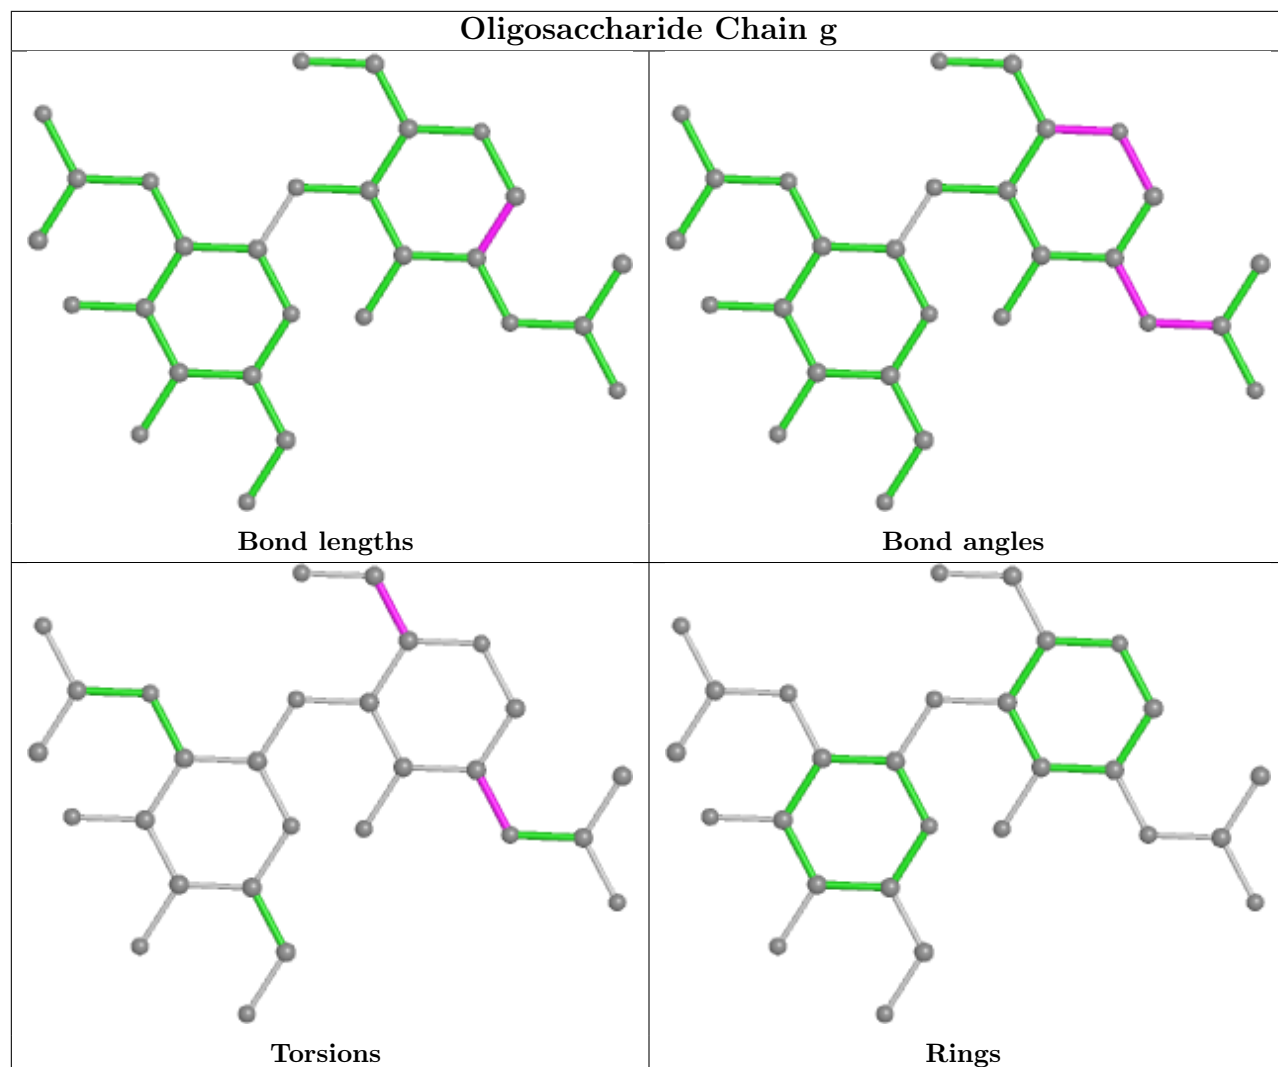 Oligosaccharide Chain g
Bond lengths
Bond angles
Torsions
Rings